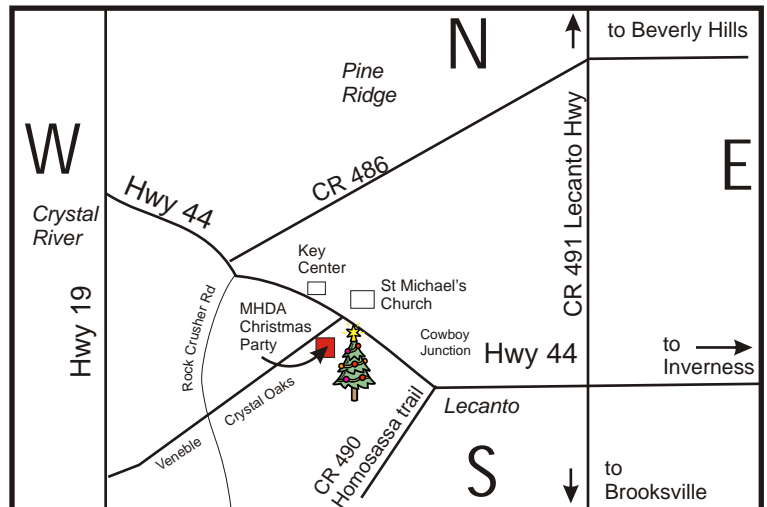 N
to Beverly Hills
Pine
Ridge
W
E
CR 486
Hwy 44
Crystal
River
CR 491 Lecanto Hwy
Key
Center
St Michael's
Church
Hwy 19
Rock Crusher Rd
MHDA
Christmas
Party
Cowboy
Junction
Hwy 44
to
Inverness
Crystal Oaks
Lecanto
Veneble
CR 490
Homosassa trail
S
to
Brooksville